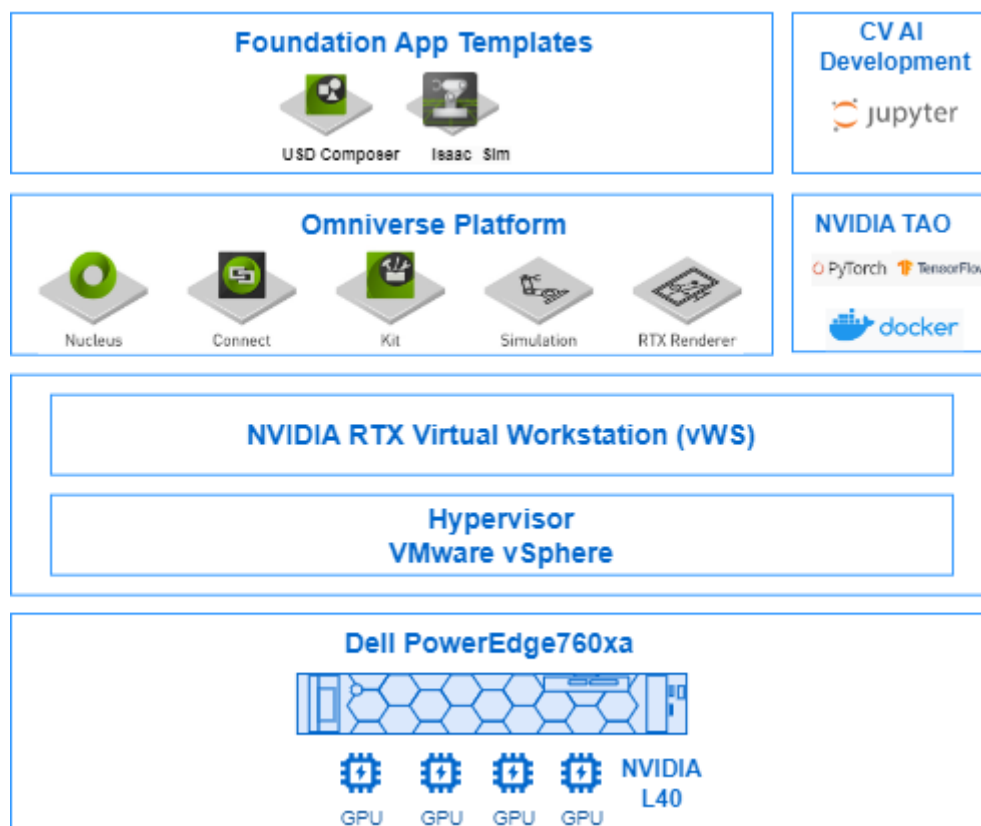 Foundation App Templates
USD Composer
Isaac Sim
CV AI
Development
jupyter
Omniverse Platform
Nucleus
Connect
Kit
Simulation
RTX Renderer
NVIDIA TAO
PyTorch
TensorFlow
docker
NVIDIA RTX Virtual Workstation (vWS)
Hypervisor
VMware vSphere
Dell PowerEdge760xa
GPU
GPU
GPU
GPU
NVIDIA
L40